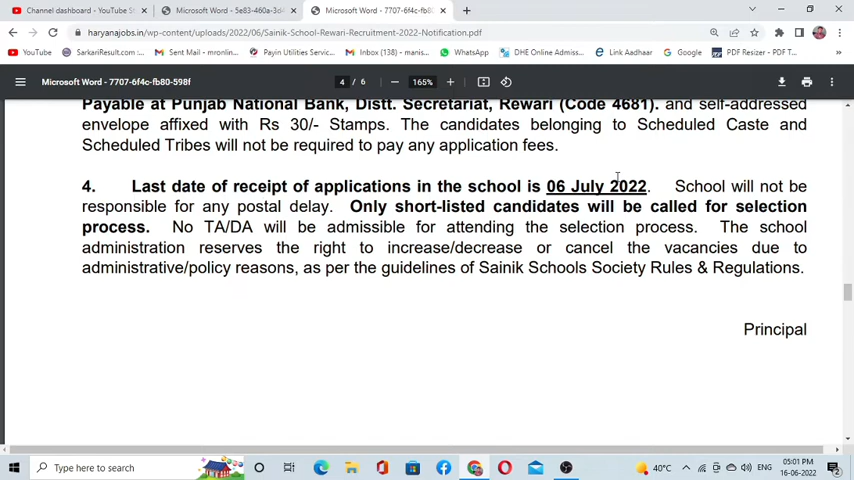 Channel dashboard - YouTube St
Microsoft Word - 5e83-460a-3d4
Microsoft Word - 7707-6f4c-fb80
haryanajobs.in/wp-content/uploads/2022/06/Sainik-School-Rewari-Recruitment-2022-Notification.pdf
YouTube
SarkariResult.com :...
Sent Mail - mronlin...
Payin Utilities Servic...
Inbox (138) - manis...
WhatsApp
DHE Online Admiss...
Link Aadhaar
Google
PDF Resizer - PDF T...
Microsoft Word - 7707-6f4c-fb80-598f
4 / 6
165%
Payable at Punjab National Bank, Distt. Secretariat, Rewari (Code 4681). and self-addressed
envelope affixed with Rs 30/- Stamps. The candidates belonging to Scheduled Caste and
Scheduled Tribes will not be required to pay any application fees.
4. Last date of receipt of applications in the school is 06 July 2022. School will not be
responsible for any postal delay. Only short-listed candidates will be called for selection
process. No TA/DA will be admissible for attending the selection process. The school
administration reserves the right to increase/decrease or cancel the vacancies due to
administrative/policy reasons, as per the guidelines of Sainik Schools Society Rules & Regulations.
Principal
Type here to search
40°C
ENG
05:01 PM
16-06-2022
2